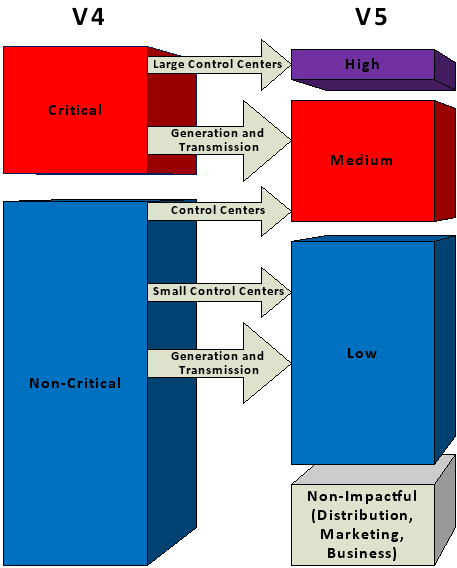 V4
V5
Large Control Centers
High
Critical
Generation and
Transmission
Medium
Control Centers
Small Control Centers
Generation and
Transmission
Low
Non-Critical
Non-Impactful
(Distribution,
Marketing,
Business)